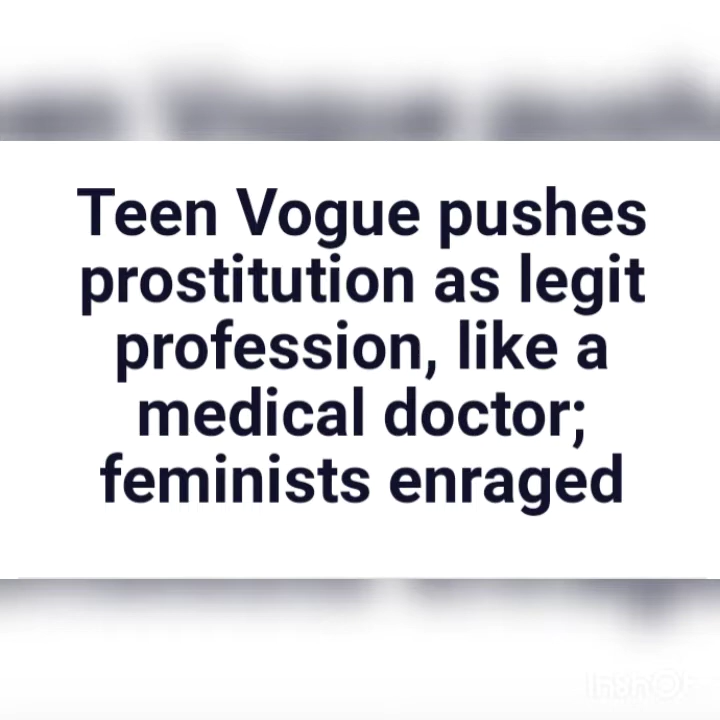 Teen Vogue pushes
prostitution as legit
profession, like a
medical doctor;
feminists enraged